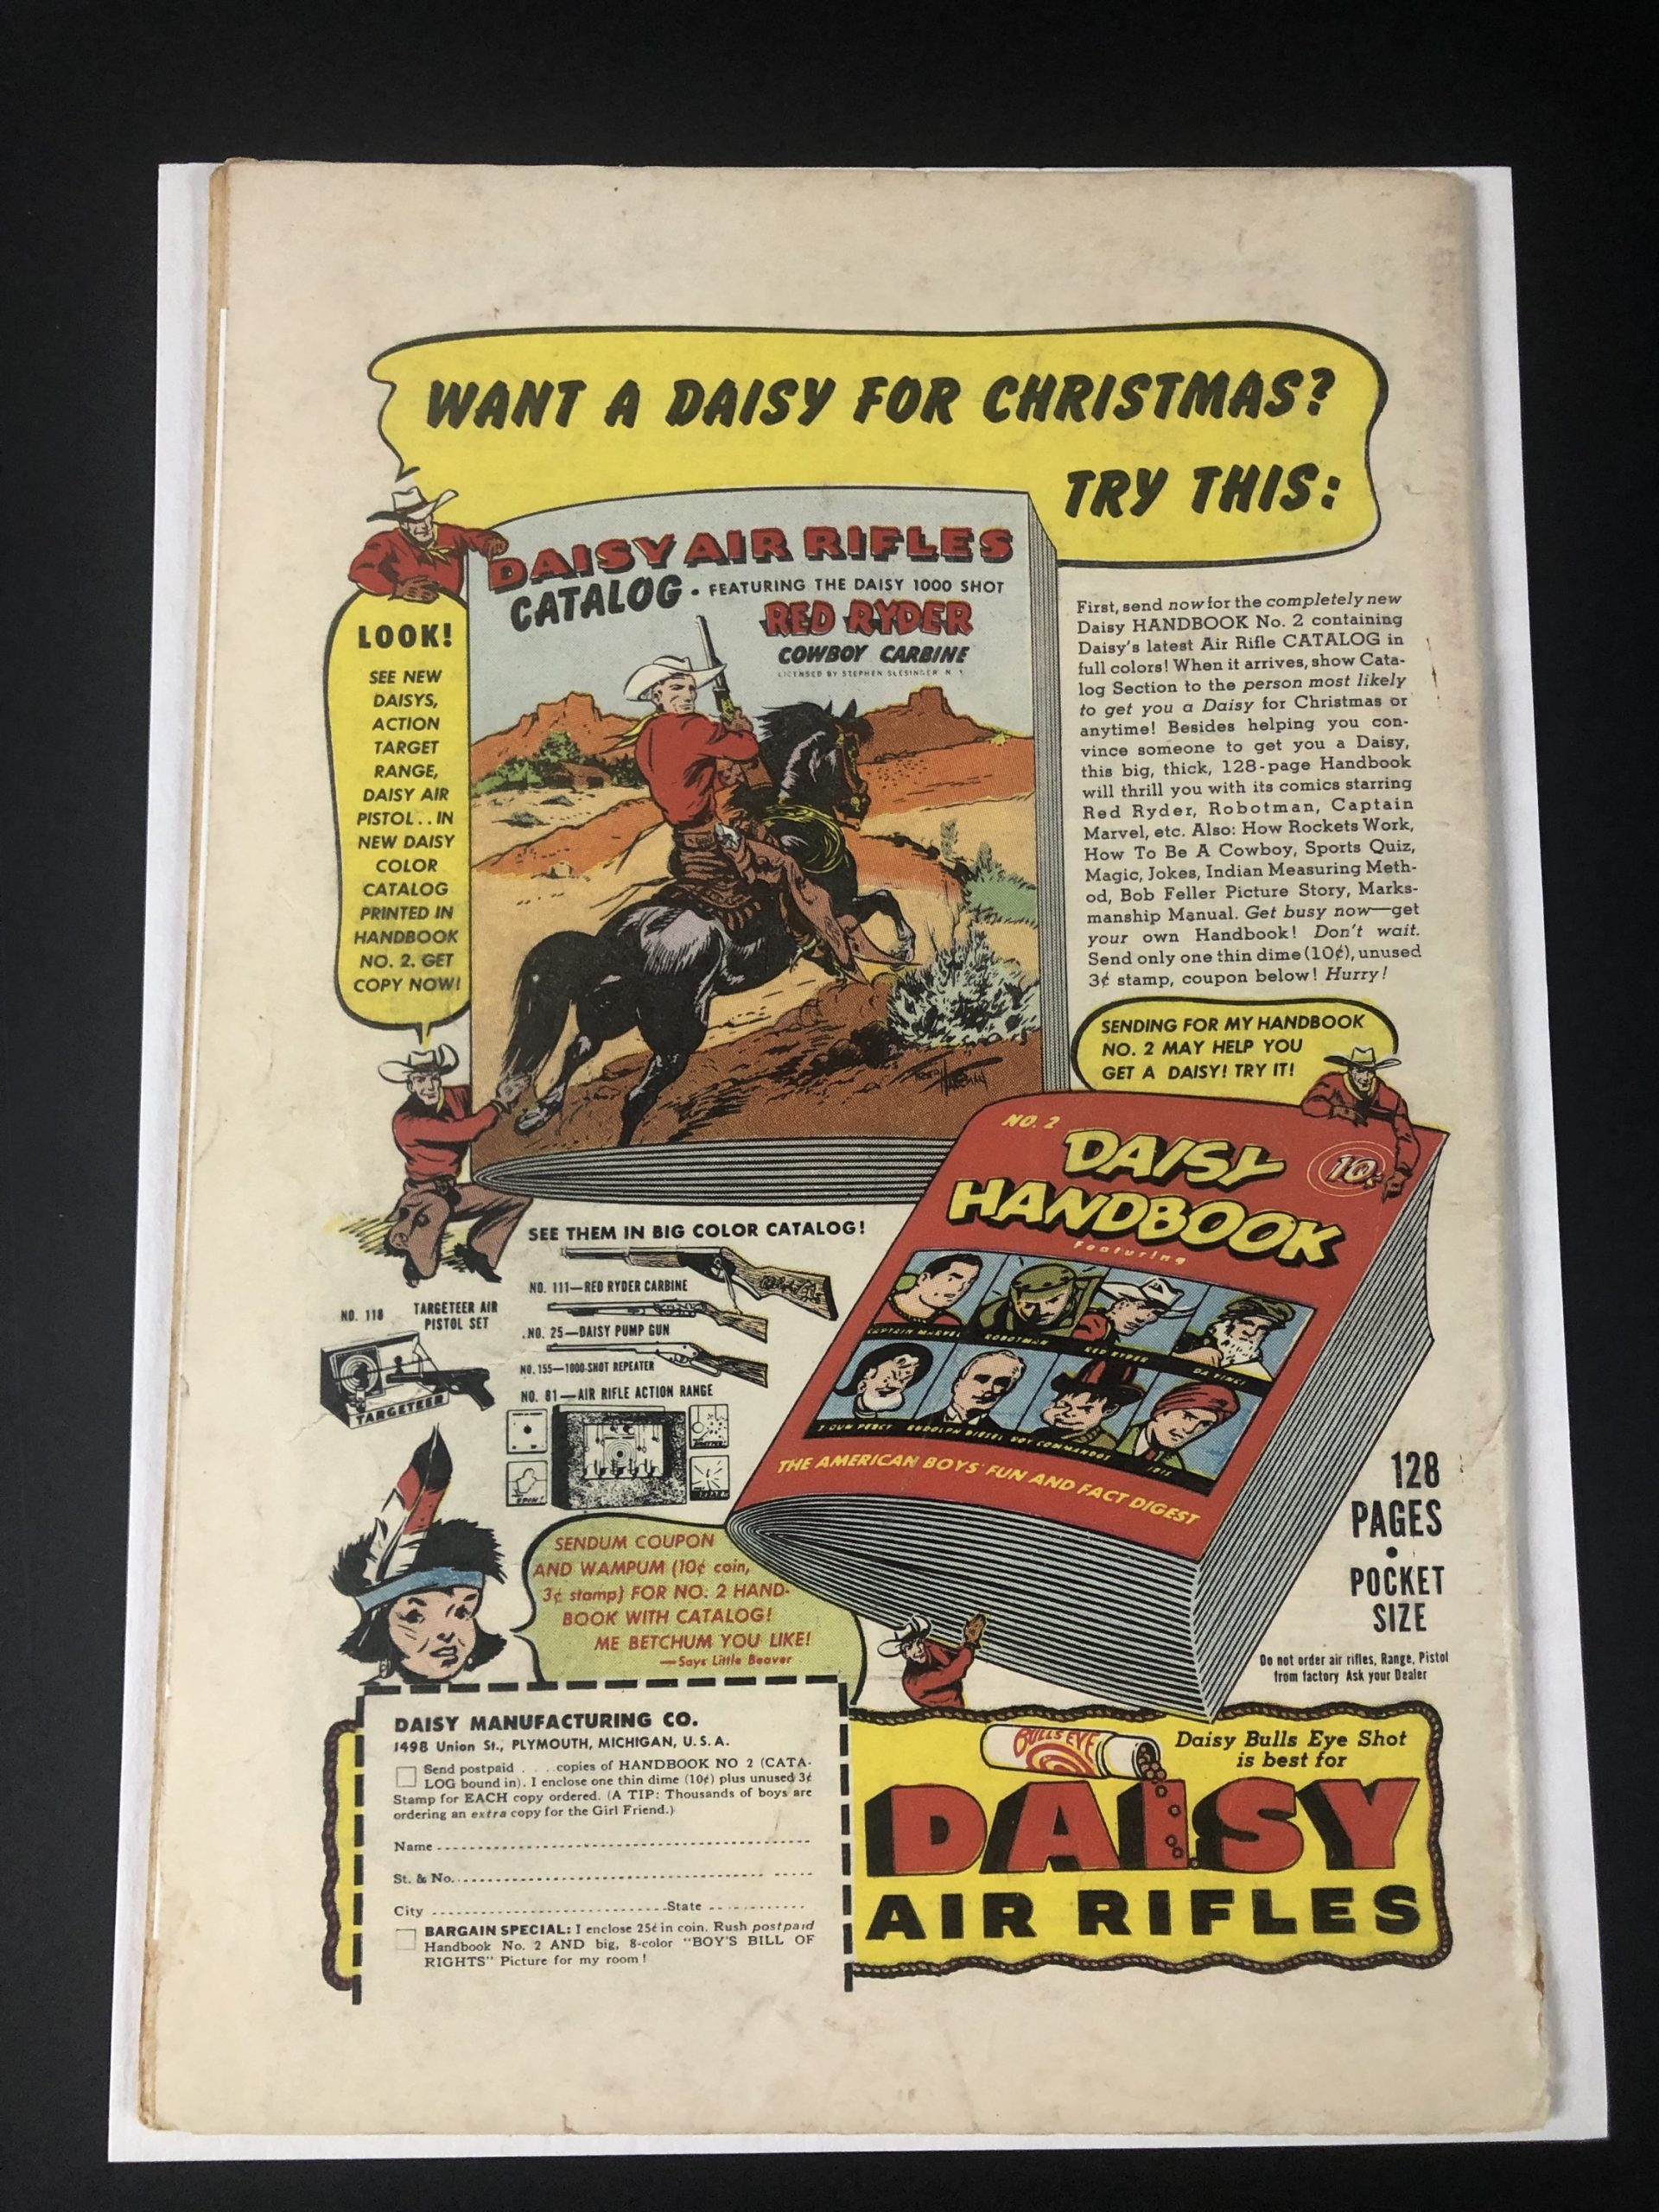 WANT A DAISY FOR CHRISTMAS?
TRY THIS:
DAISY AIR RIFLES
CATALOG • FEATURING THE DAISY 1000 SHOT
RED RYDER
COWBOY CARBINE
LICENSED BY STEPHEN SLESINGER N Y
LOOK!
SEE NEW
DAISYS,
ACTION
TARGET
RANGE,
DAISY AIR
PISTOL..IN
NEW DAISY
COLOR
CATALOG
PRINTED IN
HANDBOOK
NO. 2. GET
COPY NOW!
First, send now for the completely new
Daisy HANDBOOK No. 2 containing
Daisy's latest Air Rifle CATALOG in
full colors! When it arrives, show Cata-
log Section to the person most likely
to get you a Daisy for Christmas or
anytime! Besides helping you con-
vince someone to get you a Daisy,
this big, thick, 128-page Handbook
will thrill you with its comics starring
Red Ryder, Robotman, Captain
Marvel, etc. Also: How Rockets Work,
How To Be A Cowboy, Sports Quiz,
Magic, Jokes, Indian Measuring Meth-
od, Bob Feller Picture Story, Marks-
manship Manual. Get busy now—get
your own Handbook! Don't wait.
Send only one thin dime (10¢), unused
3¢ stamp, coupon below! Hurry!
SENDING FOR MY HANDBOOK
NO. 2 MAY HELP YOU
GET A DAISY! TRY IT!
NO. 2
DAISY
HANDBOOK
10¢
Featuring
CAPTAIN MARVEL ROBOTMAN RED RYDER DA VINCI
2-GUN PERCY RUDOLPH DIESEL BOY COMMANDOS IBIS
THE AMERICAN BOYS' FUN AND FACT DIGEST
SEE THEM IN BIG COLOR CATALOG!
NO. 111—RED RYDER CARBINE
NO. 118 TARGETEER AIR
PISTOL SET
NO. 25—DAISY PUMP GUN
NO. 155—1000-SHOT REPEATER
NO. 81—AIR RIFLE ACTION RANGE
TARGETEER
SPIN!
128
PAGES
•
POCKET
SIZE
SENDUM COUPON
AND WAMPUM (10¢ coin,
3¢ stamp) FOR NO. 2 HAND-
BOOK WITH CATALOG!
ME BETCHUM YOU LIKE!
—Says Little Beaver
Do not order air rifles, Range, Pistol
from factory Ask your Dealer
DAISY MANUFACTURING CO.
1498 Union St., PLYMOUTH, MICHIGAN, U.S.A.
Send postpaid . . . copies of HANDBOOK NO 2 (CATA-
LOG bound in). I enclose one thin dime (10¢) plus unused 3¢
Stamp for EACH copy ordered. (A TIP: Thousands of boys are
ordering an extra copy for the Girl Friend.)
Name
St. & No.
City State
BARGAIN SPECIAL: I enclose 25¢ in coin. Rush postpaid
Handbook No. 2 AND big, 8-color "BOY'S BILL OF
RIGHTS" Picture for my room!
BULLS EYE
Daisy Bulls Eye Shot
is best for
DAISY
AIR RIFLES